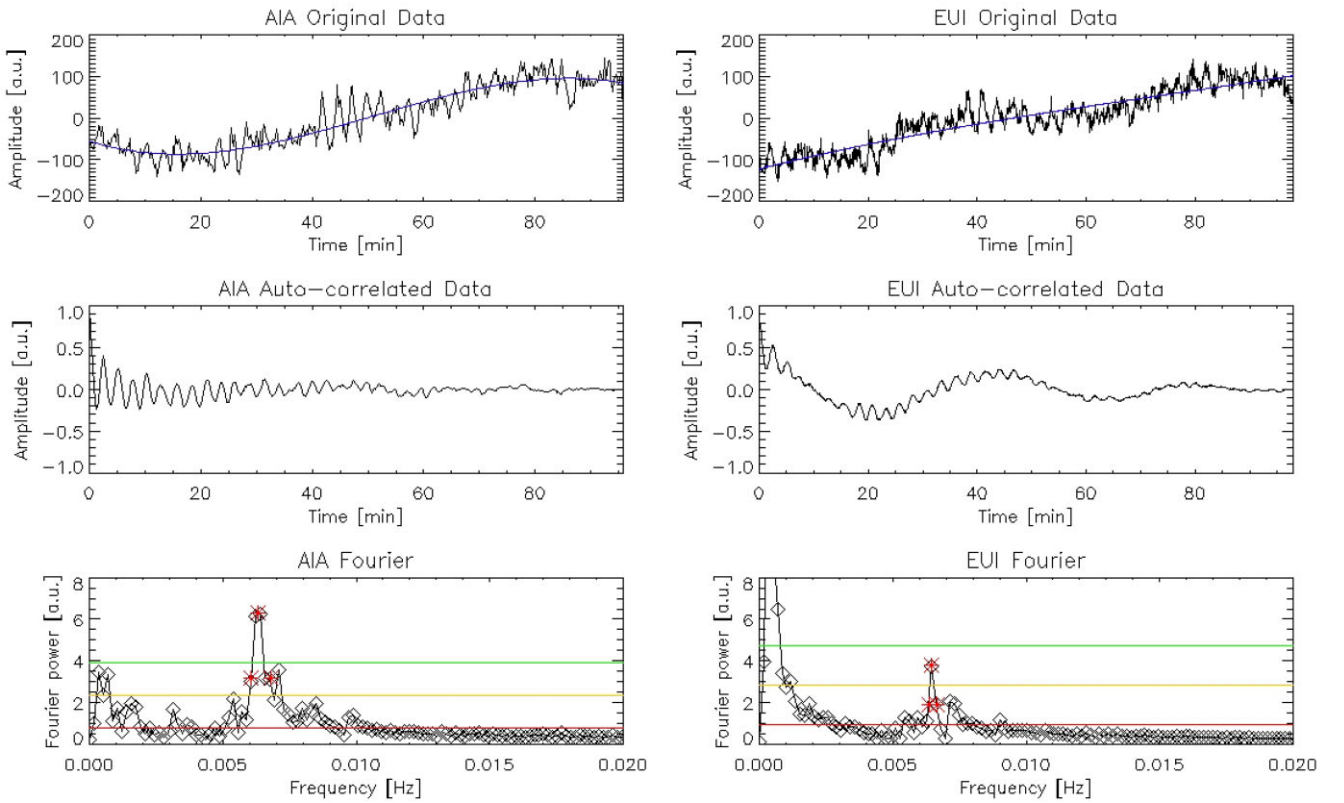 AIA Original Data
200
100
0
−100
−200
Amplitude [a.u.]
0 20 40 60 80
Time [min]
EUI Original Data
200
100
0
−100
−200
Amplitude [a.u.]
0 20 40 60 80
Time [min]
AIA Auto−correlated Data
1.0
0.5
0.0
−0.5
−1.0
Amplitude [a.u.]
0 20 40 60 80
Time [min]
EUI Auto−correlated Data
1.0
0.5
0.0
−0.5
−1.0
Amplitude [a.u.]
0 20 40 60 80
Time [min]
AIA Fourier
8
6
4
2
0
Fourier power [a.u.]
0.000 0.005 0.010 0.015 0.020
Frequency [Hz]
EUI Fourier
8
6
4
2
0
Fourier power [a.u.]
0.000 0.005 0.010 0.015 0.020
Frequency [Hz]